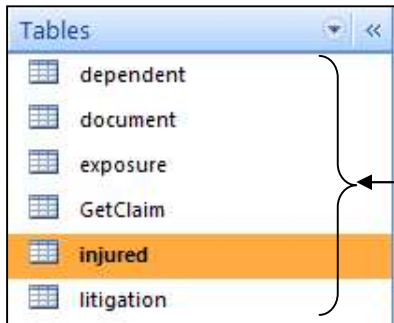 Tables
dependent
document
exposure
GetClaim
injured
litigation